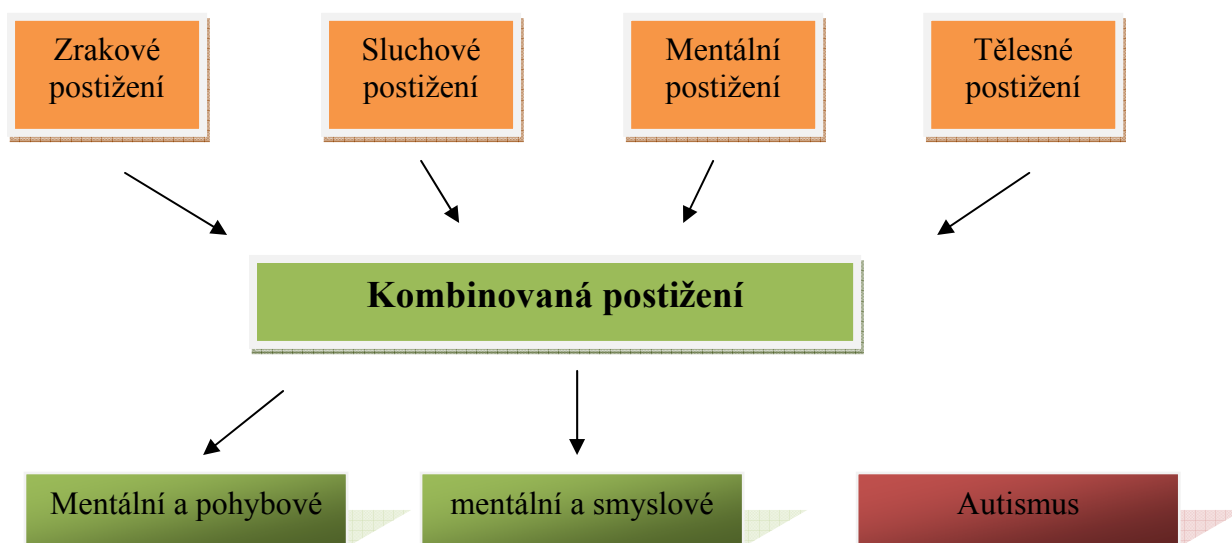 Zrakové
postižení
Sluchové
postižení
Mentální
postižení
Tělesné
postižení
Kombinovaná postižení
Mentální a pohybové
mentální a smyslové
Autismus